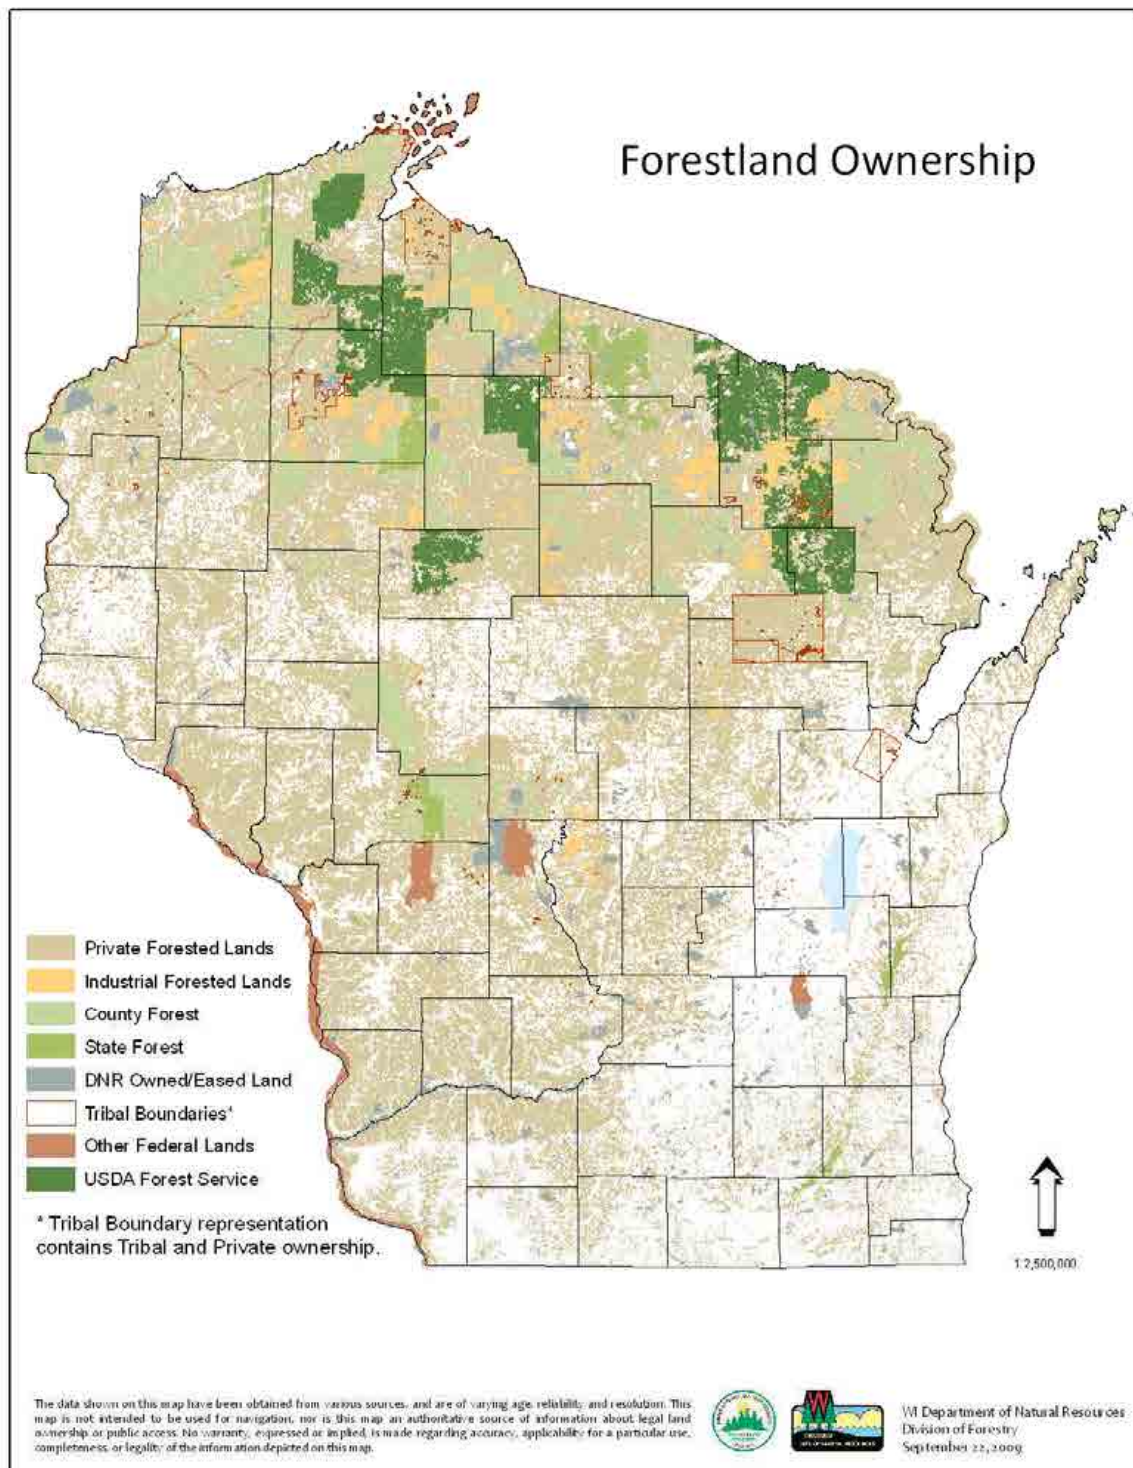 Forestland Ownership
Private Forested Lands
Industrial Forested Lands
County Forest
State Forest
DNR Owned/Eased Land
Tribal Boundaries*
Other Federal Lands
USDA Forest Service
* Tribal Boundary representation
contains Tribal and Private ownership.
1:2,500,000
The data shown on this map have been obtained from various sources, and are of varying age, reliability and resolution. This
map is not intended to be used for navigation, nor is this map an authoritative source of information about legal land
ownership or public access. No warranty, expressed or implied, is made regarding accuracy, applicability for a particular use,
completeness, or legality of the information depicted on this map.
WI Department of Natural Resources
Division of Forestry
September 22, 2009